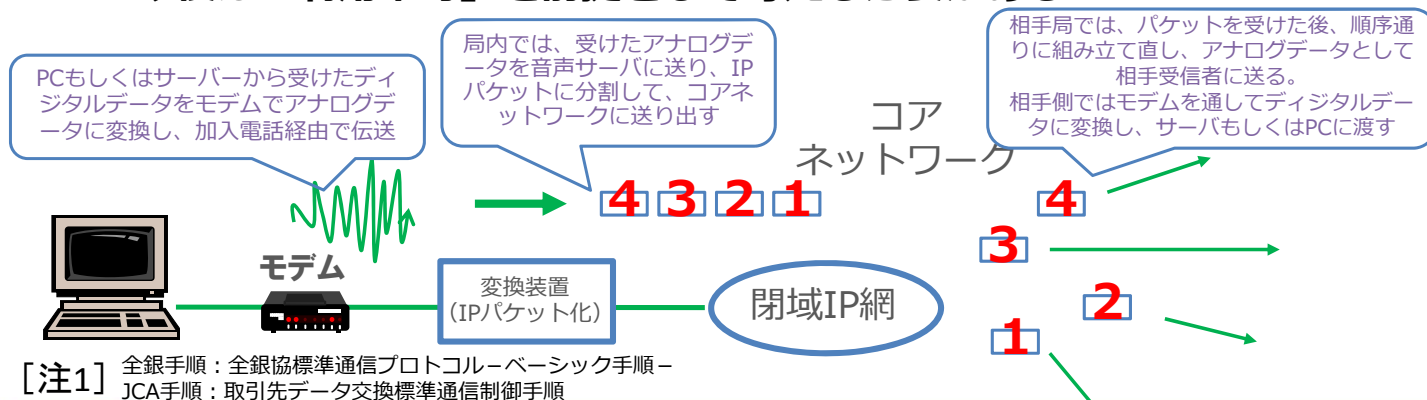 PCもしくはサーバーから受けたディ
ジタルデータをモデムでアナログデ
ータに変換し、加入電話経由で伝送
局内では、受けたアナログデ
ータを音声サーバに送り、IP
パケットに分割して、コアネ
ットワークに送り出す
コア
ネットワーク
相手局では、パケットを受けた後、順序通
りに組み立て直し、アナログデータとして
相手受信者に送る。
相手側ではモデムを通してディジタルデー
タに変換し、サーバもしくはPCに渡す
4 3 2 1
4
3
2
1
モデム
変換装置
（IPパケット化）
閉域IP網
［注1］
全銀手順：全銀協標準通信プロトコル－ベーシック手順－
JCA手順：取引先データ交換標準通信制御手順